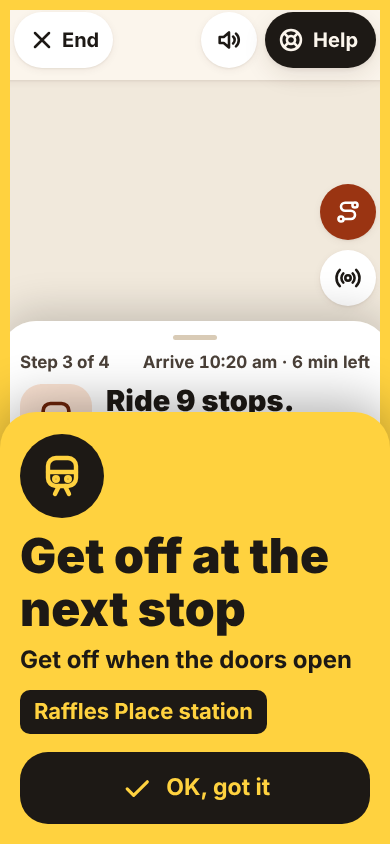 End
Help
Step 3 of 4
Arrive 10:20 am · 6 min left
Ride 9 stops.
Get off at the
next stop
Get off when the doors open
Raffles Place station
OK, got it